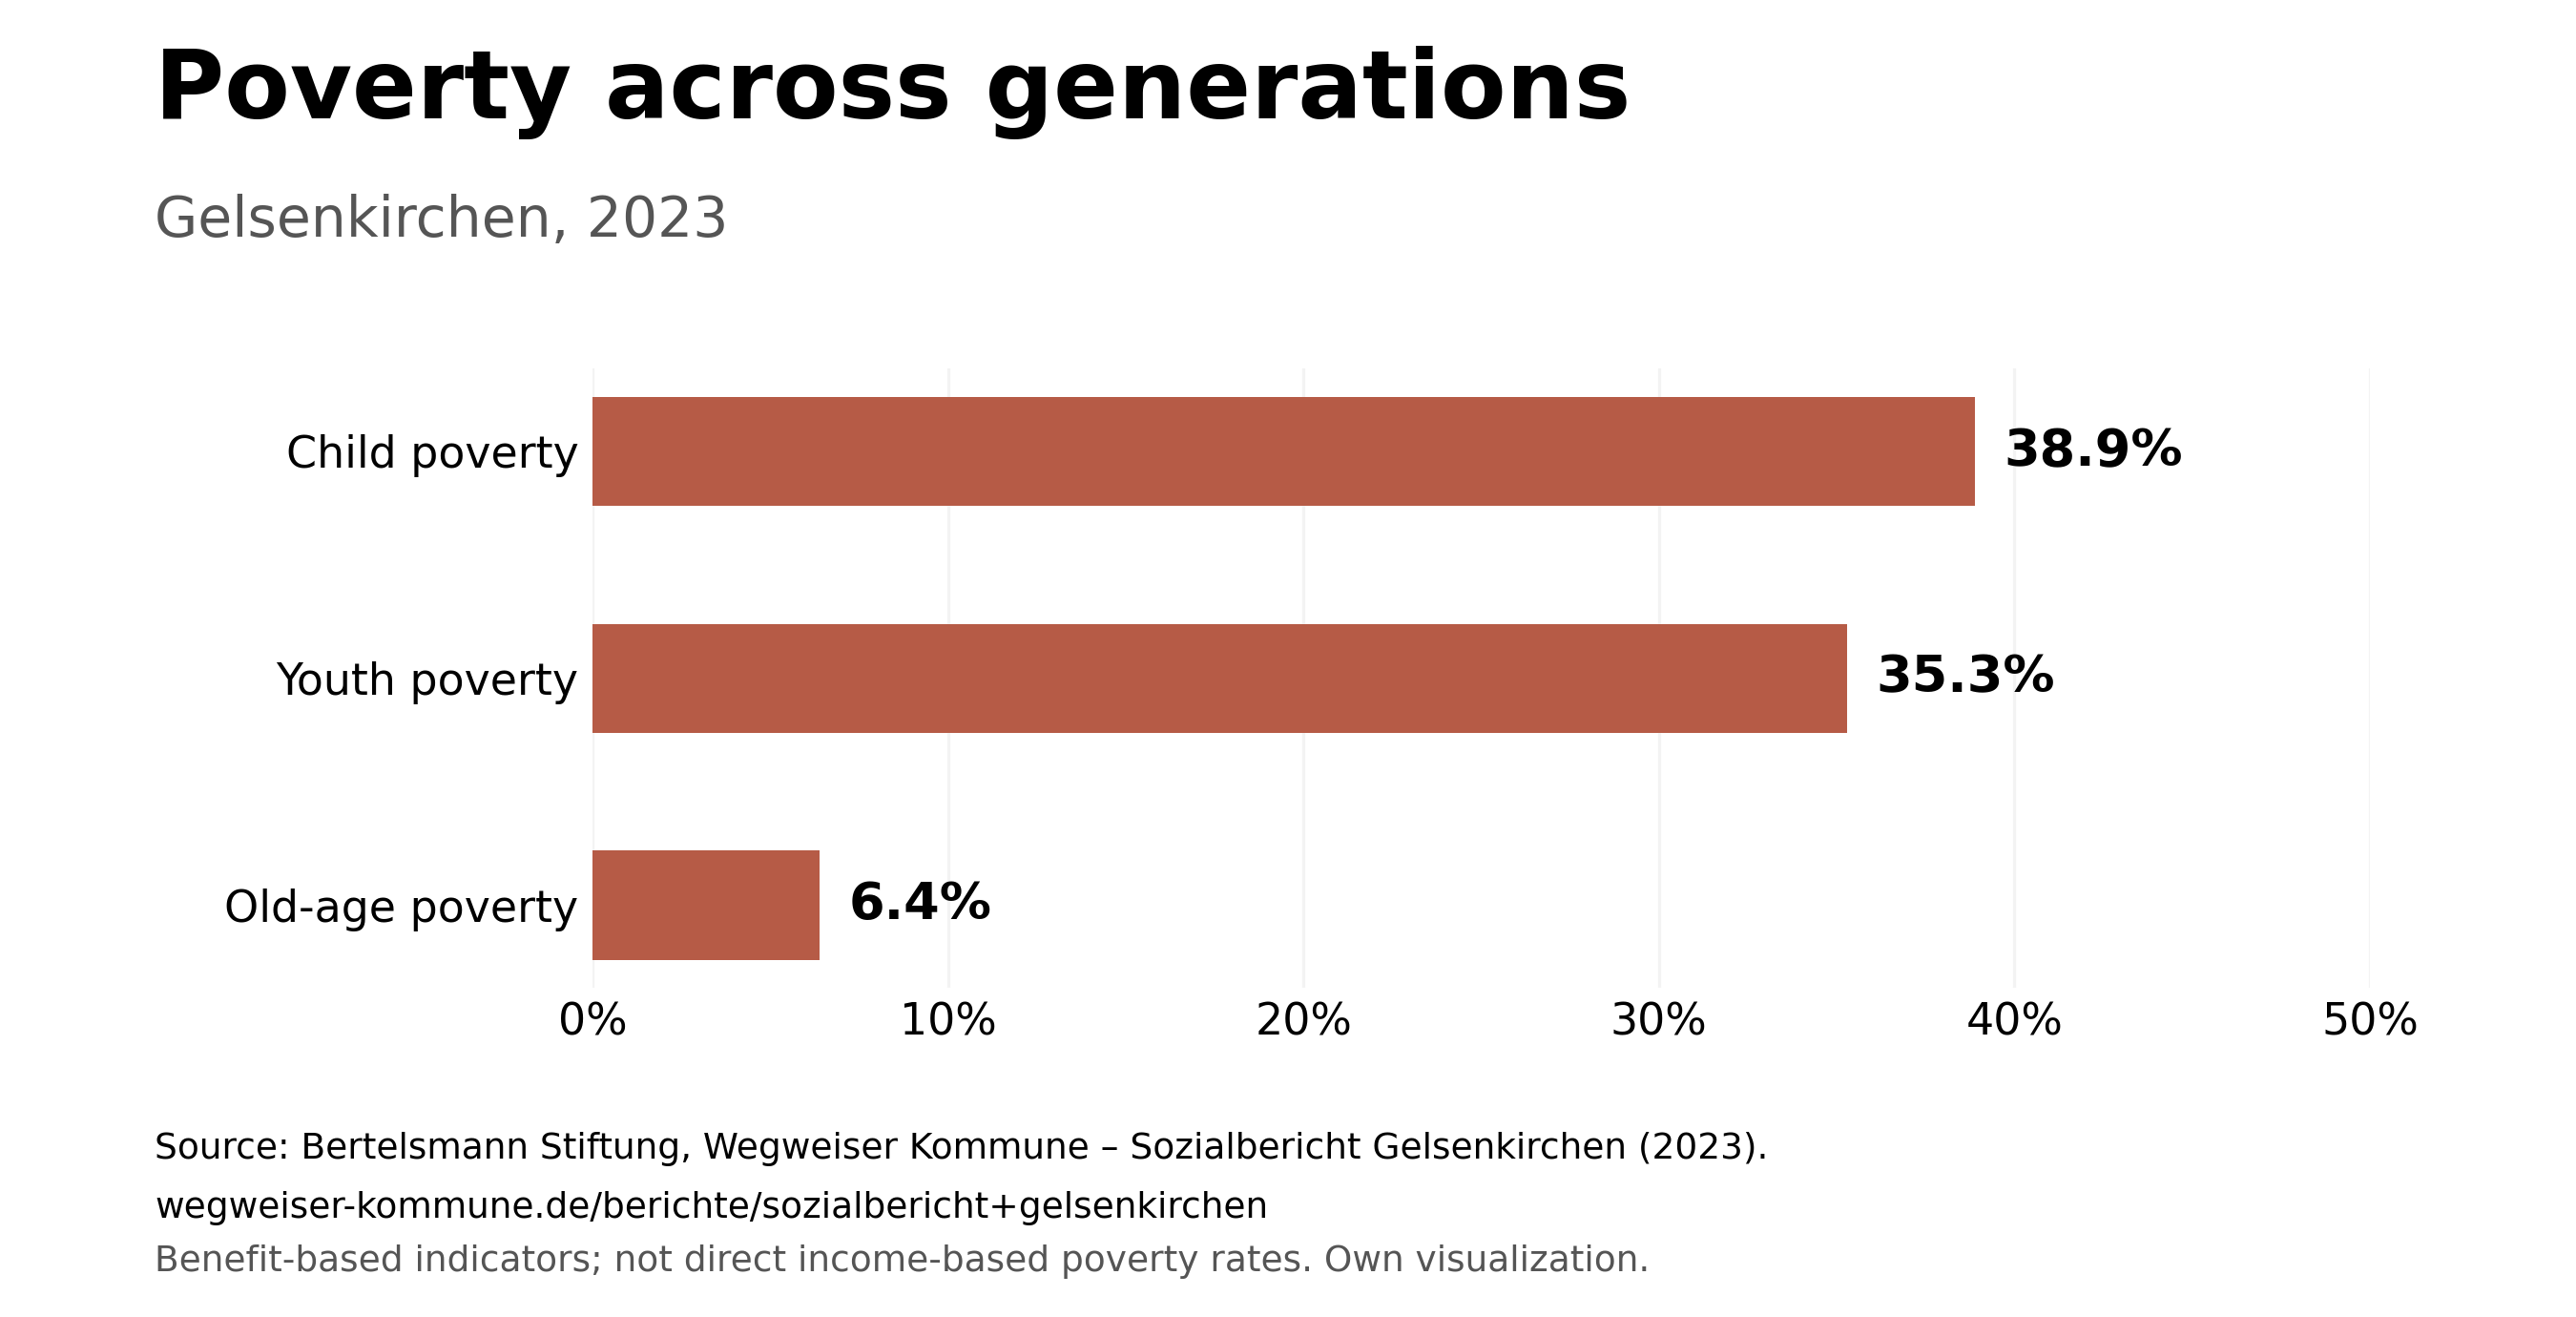 Poverty across generations
Gelsenkirchen, 2023
Child poverty
38.9%
Youth poverty
35.3%
Old-age poverty
6.4%
0% 10% 20% 30% 40% 50%
Source: Bertelsmann Stiftung, Wegweiser Kommune – Sozialbericht Gelsenkirchen (2023).
wegweiser-kommune.de/berichte/sozialbericht+gelsenkirchen
Benefit-based indicators; not direct income-based poverty rates. Own visualization.